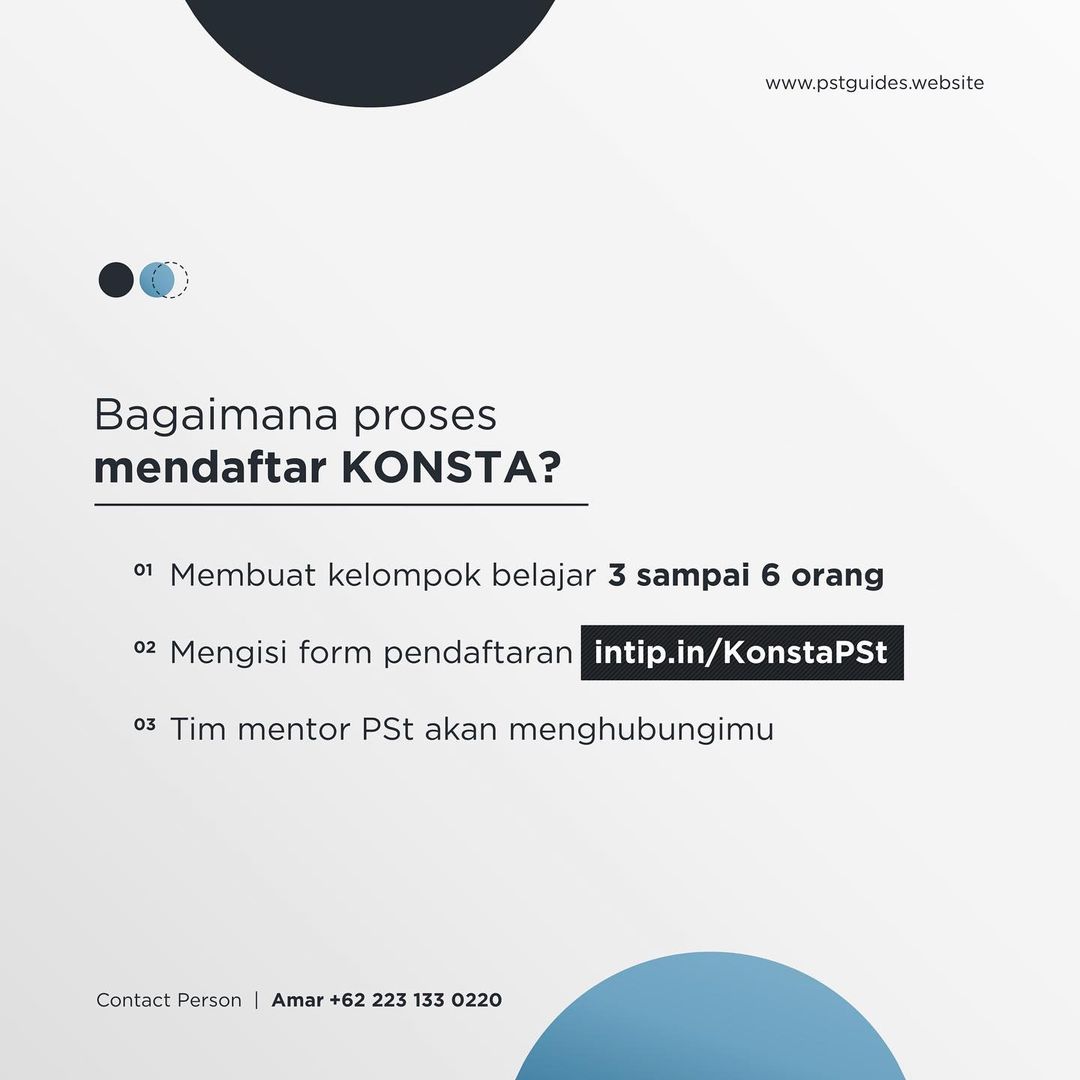 www.pstguides.website
Bagaimana proses
mendaftar KONSTA?
01 Membuat kelompok belajar 3 sampai 6 orang
02 Mengisi form pendaftaran intip.in/KonstaPSt
03 Tim mentor PSt akan menghubungimu
Contact Person | Amar +62 223 133 0220